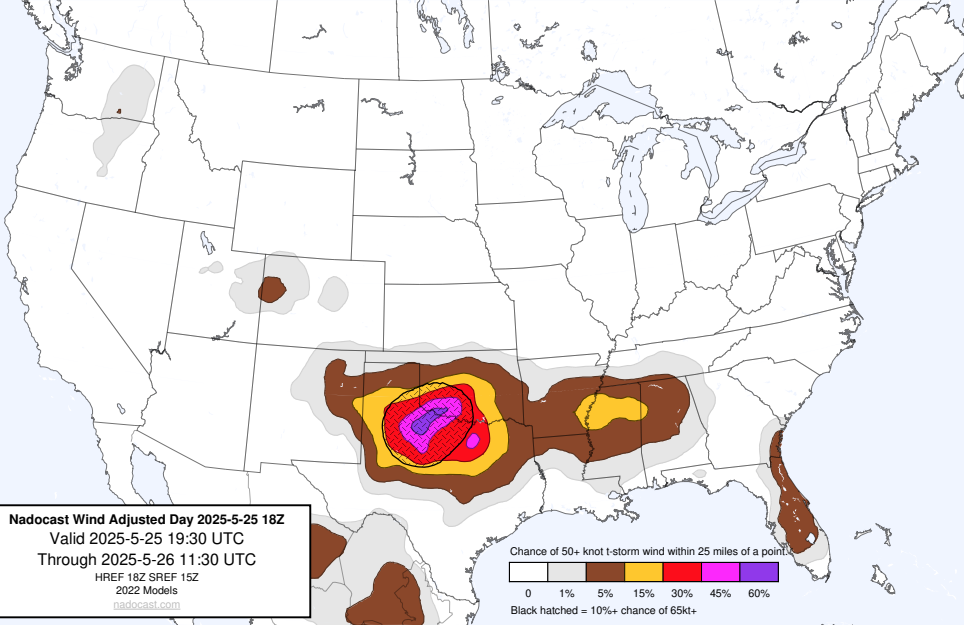 Nadocast Wind Adjusted Day 2025-5-25 18Z
Valid 2025-5-25 19:30 UTC
Through 2025-5-26 11:30 UTC
HREF 18Z SREF 15Z
2022 Models
nadocast.com
Chance of 50+ knot t-storm wind within 25 miles of a point.
0 1% 5% 15% 30% 45% 60%
Black hatched = 10%+ chance of 65kt+